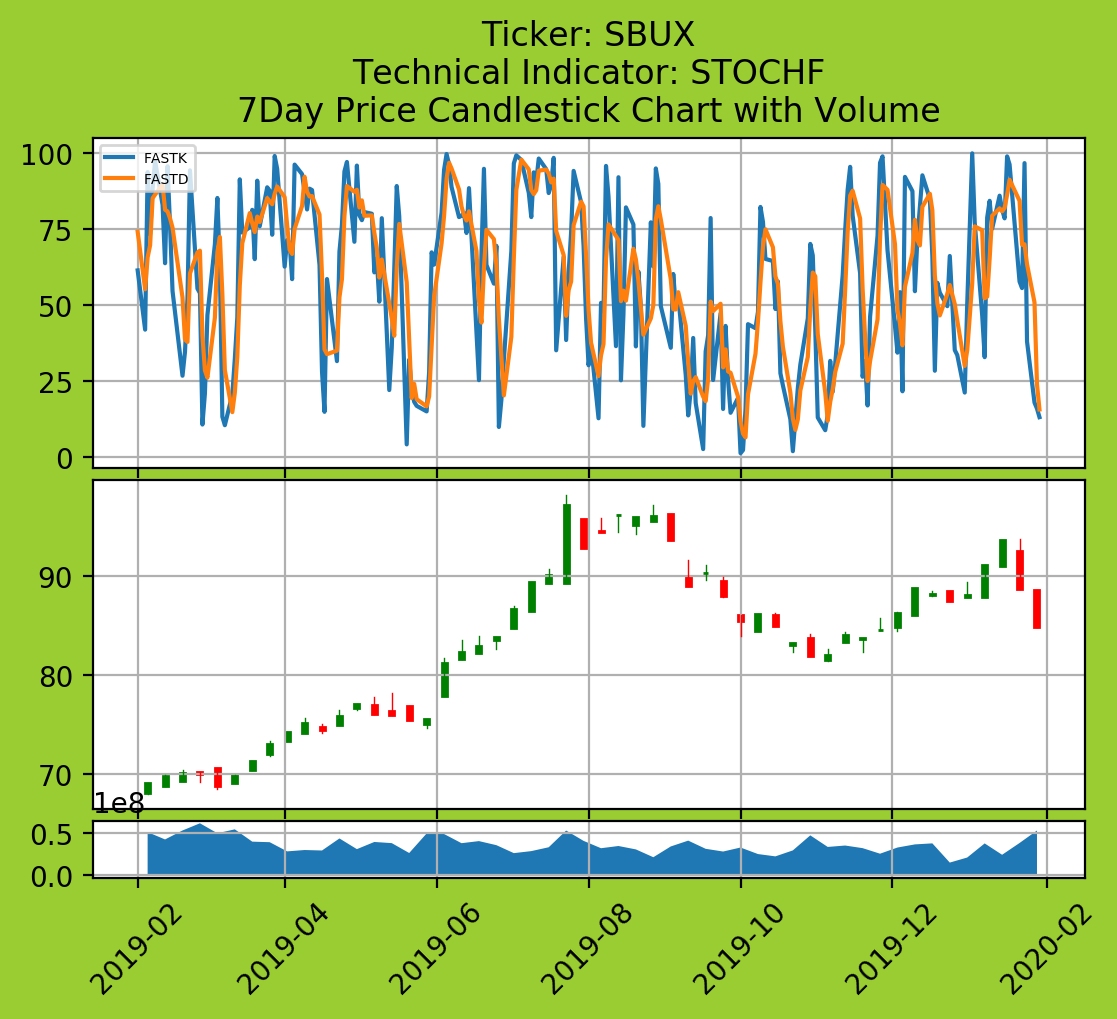 Ticker: SBUX
Technical Indicator: STOCHF
7Day Price Candlestick Chart with Volume
100
75
50
25
0
FASTK
FASTD
90
80
70
1e8
0.5
0.0
2019-02
2019-04
2019-06
2019-08
2019-10
2019-12
2020-02